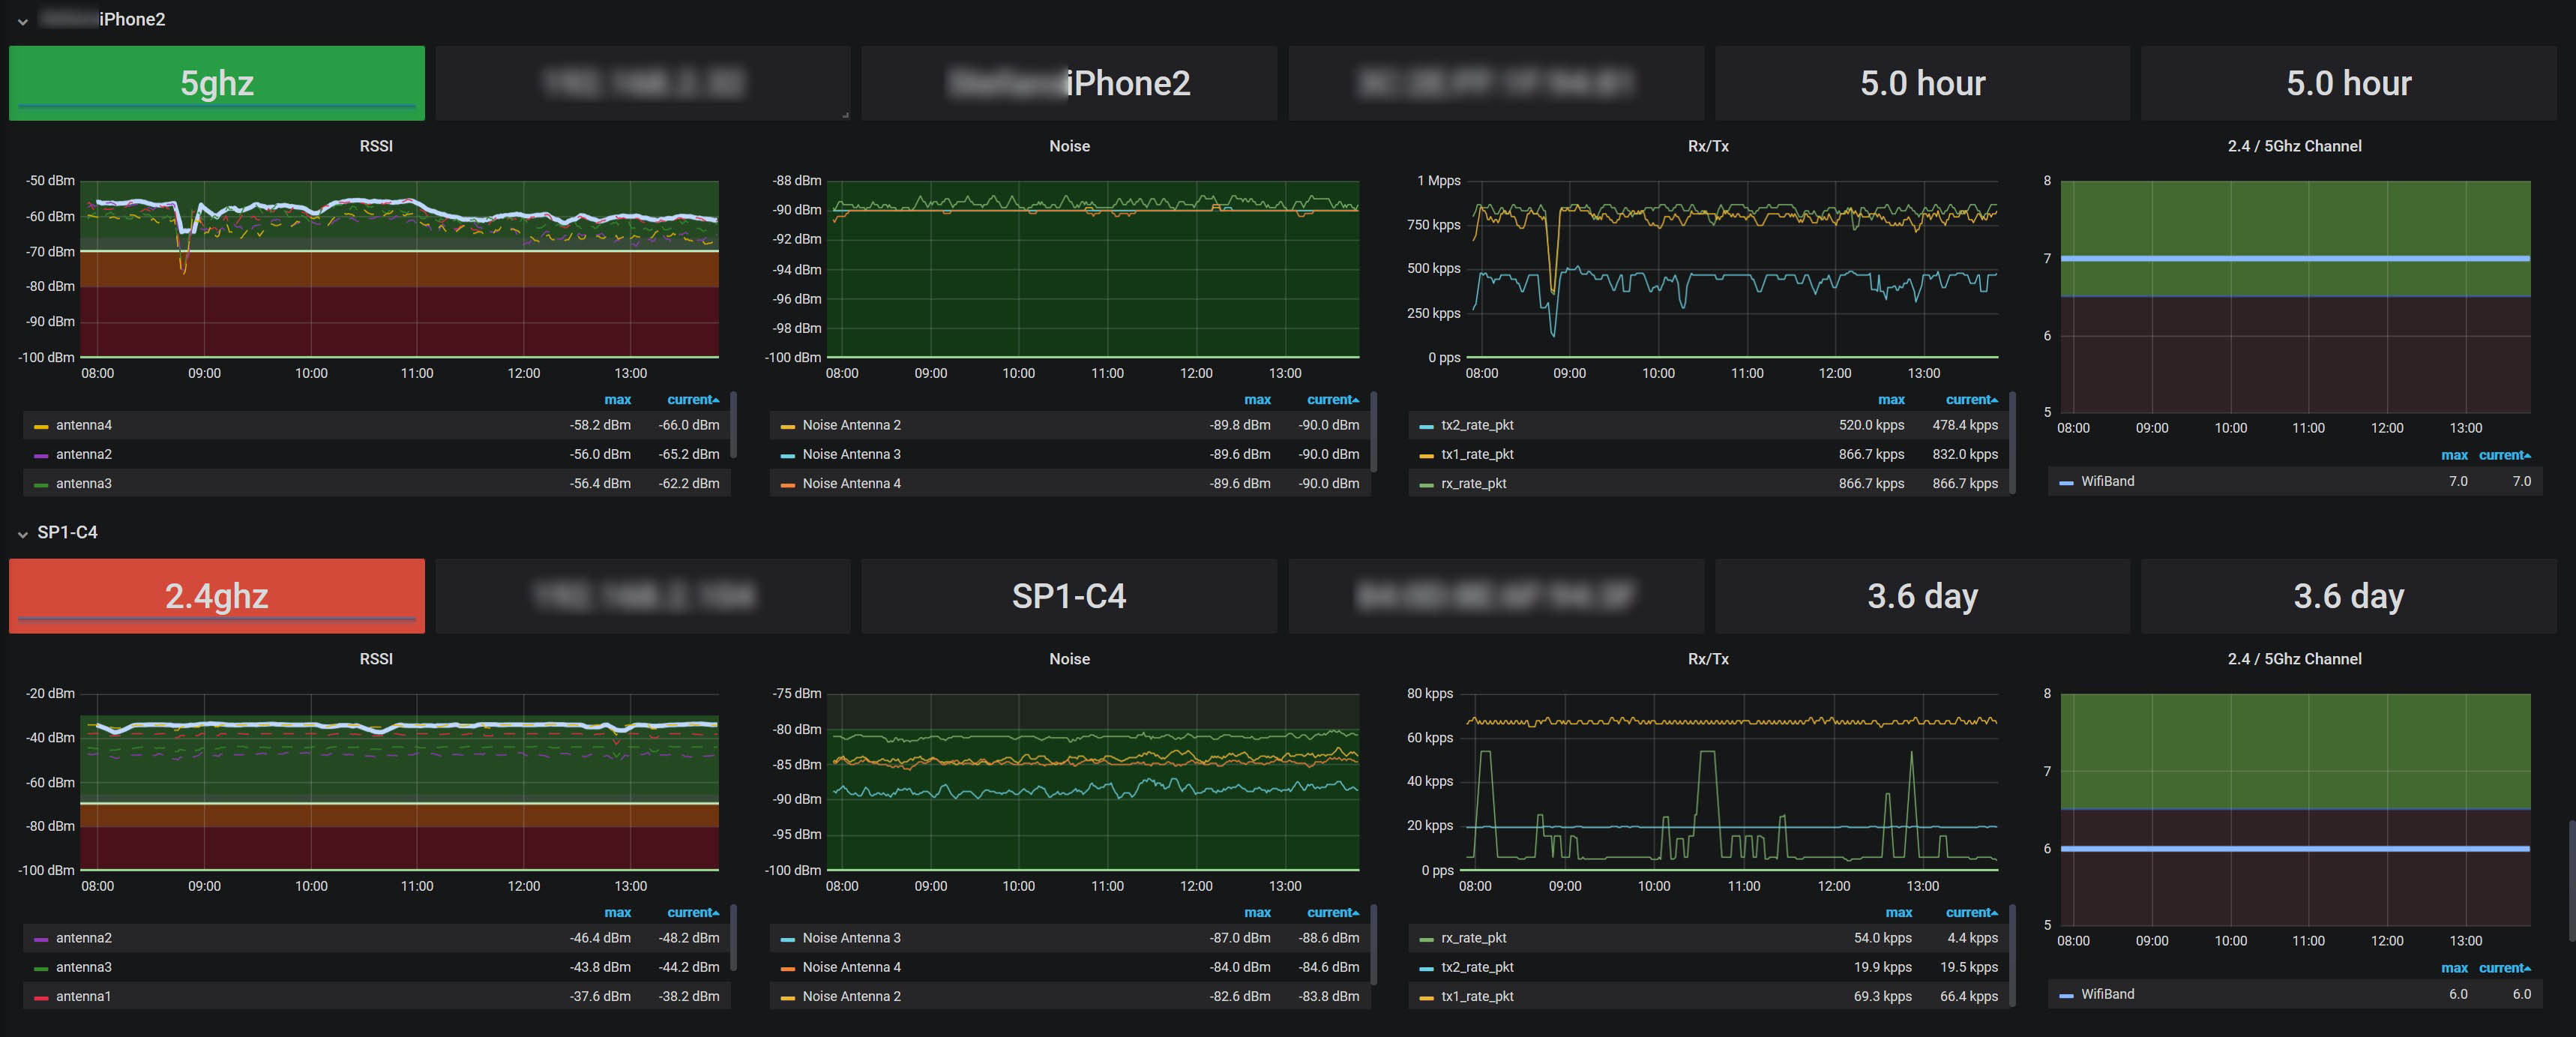 iPhone2
5ghz
iPhone2
5.0 hour
5.0 hour
RSSI
Noise
Rx/Tx
2.4 / 5Ghz Channel
-50 dBm
-60 dBm
-70 dBm
-80 dBm
-90 dBm
-100 dBm
08:00 09:00 10:00 11:00 12:00 13:00
max current
antenna4 -58.2 dBm -66.0 dBm
antenna2 -56.0 dBm -65.2 dBm
antenna3 -56.4 dBm -62.2 dBm
-88 dBm
-90 dBm
-92 dBm
-94 dBm
-96 dBm
-98 dBm
-100 dBm
08:00 09:00 10:00 11:00 12:00 13:00
max current
Noise Antenna 2 -89.8 dBm -90.0 dBm
Noise Antenna 3 -89.6 dBm -90.0 dBm
Noise Antenna 4 -89.6 dBm -90.0 dBm
1 Mpps
750 kpps
500 kpps
250 kpps
0 pps
08:00 09:00 10:00 11:00 12:00 13:00
max current
tx2_rate_pkt 520.0 kpps 478.4 kpps
tx1_rate_pkt 866.7 kpps 832.0 kpps
rx_rate_pkt 866.7 kpps 866.7 kpps
8
7
6
5
08:00 09:00 10:00 11:00 12:00 13:00
max current
WifiBand 7.0 7.0
SP1-C4
2.4ghz
SP1-C4
3.6 day
3.6 day
RSSI
Noise
Rx/Tx
2.4 / 5Ghz Channel
-20 dBm
-40 dBm
-60 dBm
-80 dBm
-100 dBm
08:00 09:00 10:00 11:00 12:00 13:00
max current
antenna2 -46.4 dBm -48.2 dBm
antenna3 -43.8 dBm -44.2 dBm
antenna1 -37.6 dBm -38.2 dBm
-75 dBm
-80 dBm
-85 dBm
-90 dBm
-95 dBm
-100 dBm
08:00 09:00 10:00 11:00 12:00 13:00
max current
Noise Antenna 3 -87.0 dBm -88.6 dBm
Noise Antenna 4 -84.0 dBm -84.6 dBm
Noise Antenna 2 -82.6 dBm -83.8 dBm
80 kpps
60 kpps
40 kpps
20 kpps
0 pps
08:00 09:00 10:00 11:00 12:00 13:00
max current
rx_rate_pkt 54.0 kpps 4.4 kpps
tx2_rate_pkt 19.9 kpps 19.5 kpps
tx1_rate_pkt 69.3 kpps 66.4 kpps
8
7
6
5
08:00 09:00 10:00 11:00 12:00 13:00
max current
WifiBand 6.0 6.0